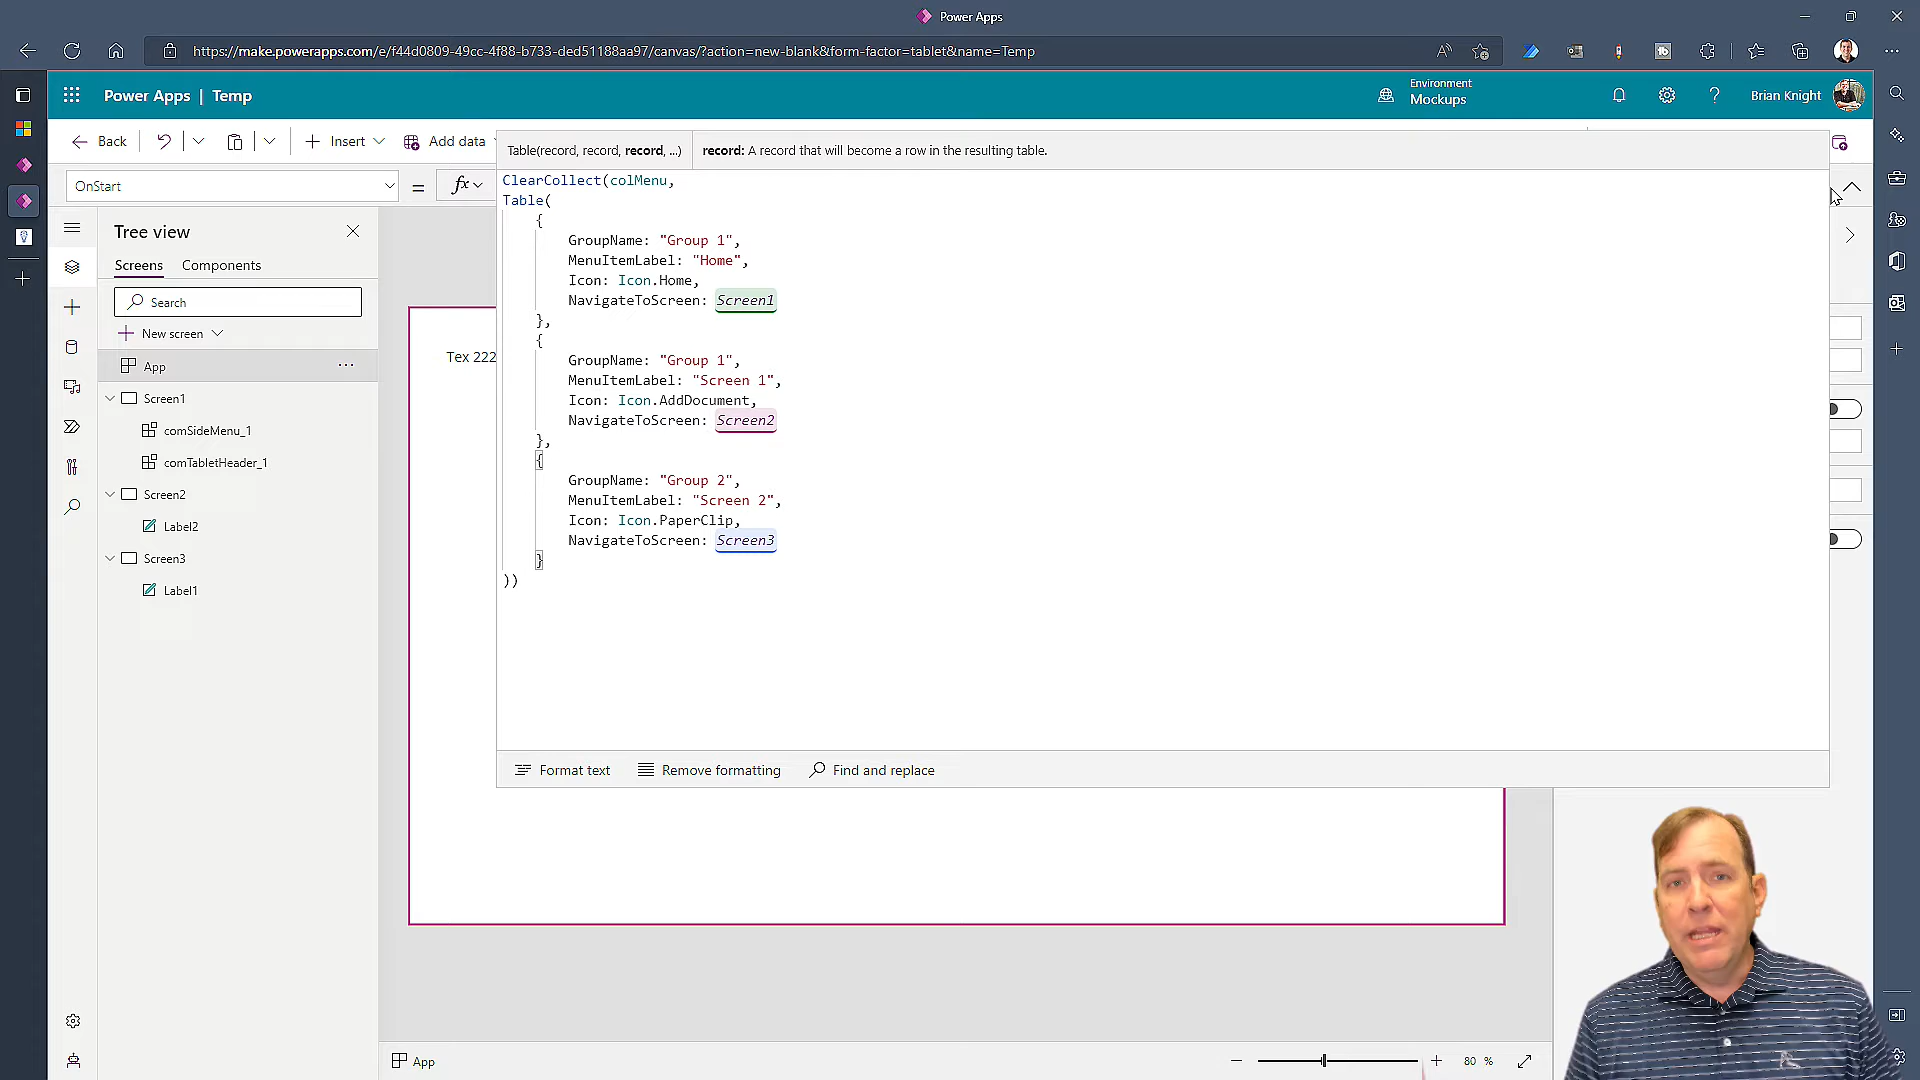 Power Apps
https://make.powerapps.com/e/f44d0809-49cc-4f88-b733-ded51188aa97/canvas/?action=new-blank&form-factor=tablet&name=Temp
Power Apps | Temp
Environment
Mockups
Brian Knight
Back
Insert
Add data
Table(record, record, record, ...)
record: A record that will become a row in the resulting table.
OnStart
=
fx
ClearCollect(colMenu,
Table(
{
GroupName: "Group 1",
MenuItemLabel: "Home",
Icon: Icon.Home,
NavigateToScreen: Screen1
},
{
GroupName: "Group 1",
MenuItemLabel: "Screen 1",
Icon: Icon.AddDocument,
NavigateToScreen: Screen2
},
{
GroupName: "Group 2",
MenuItemLabel: "Screen 2",
Icon: Icon.PaperClip,
NavigateToScreen: Screen3
}
))
Tree view
Screens
Components
Search
New screen
App
Screen1
comSideMenu_1
comTabletHeader_1
Screen2
Label2
Screen3
Label1
Tex 222
Format text
Remove formatting
Find and replace
App
80 %